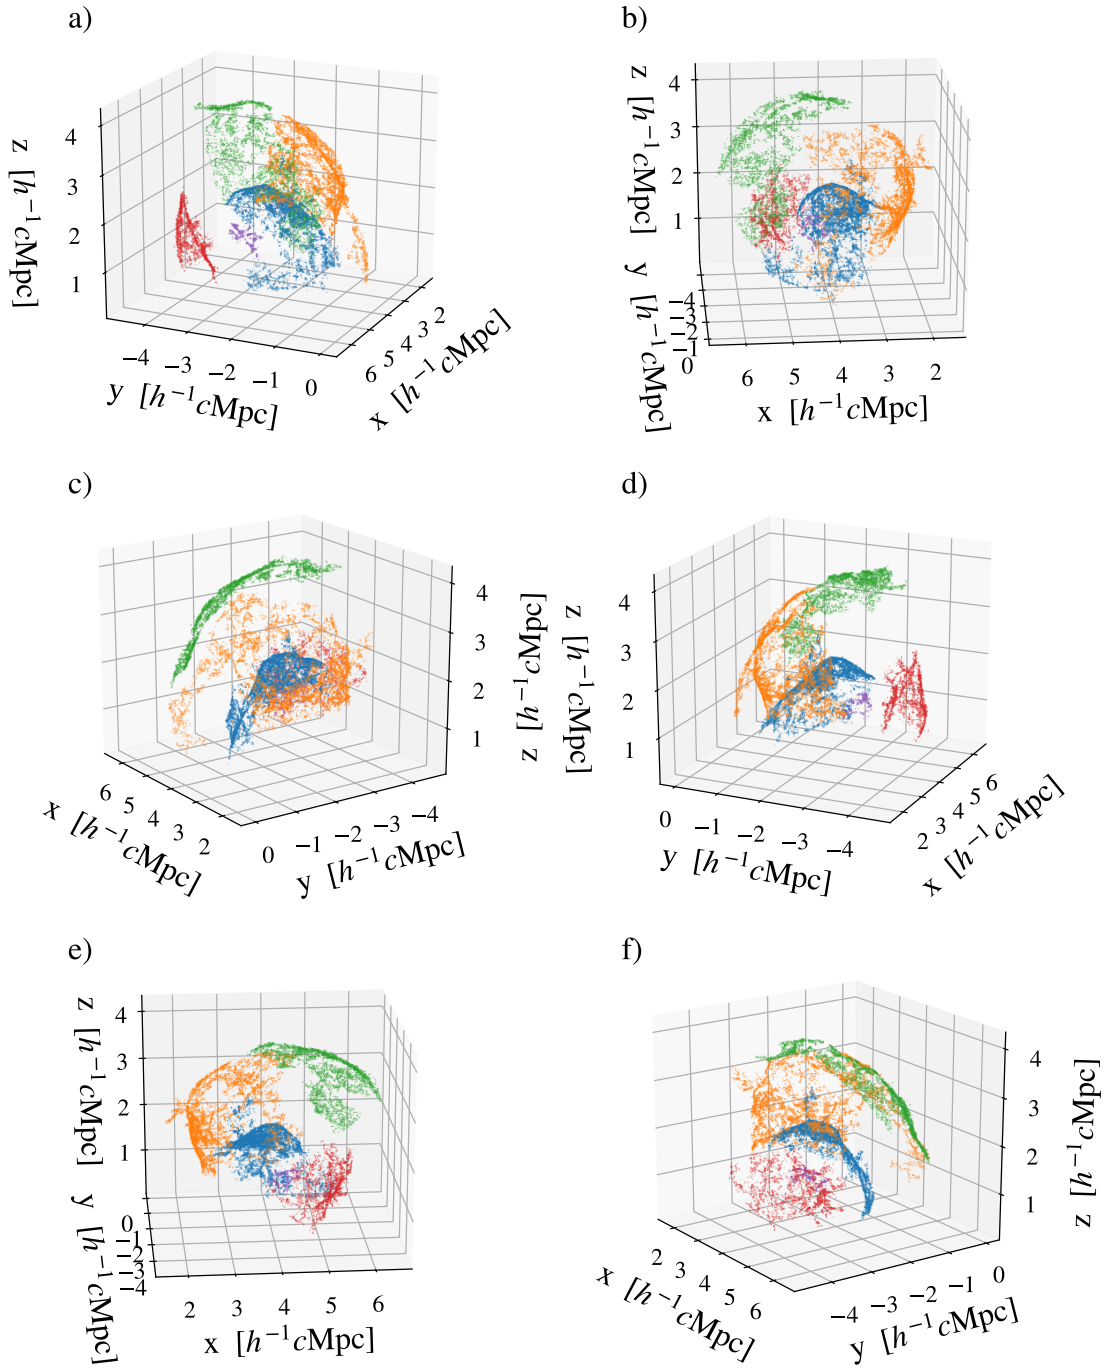 a)
4
3
2
1
z [h⁻¹cMpc]
−4
−3
−2
−1
0
y [h⁻¹cMpc]
6 5 4 3 2
x [h⁻¹cMpc]
b)
4
3
2
1
z [h⁻¹cMpc]
−4
−3
−2
−1
0
y [h⁻¹cMpc]
6 5 4 3 2
x [h⁻¹cMpc]
c)
4
3
2
1
z [h⁻¹cMpc]
6 5 4 3 2
x [h⁻¹cMpc]
0 −1 −2 −3 −4
y [h⁻¹cMpc]
d)
4
3
2
1
z [h⁻¹cMpc]
0 −1 −2 −3 −4
y [h⁻¹cMpc]
2 3 4 5 6
x [h⁻¹cMpc]
e)
4
3
2
1
z [h⁻¹cMpc]
0
−1
−2
−3
−4
y [h⁻¹cMpc]
2 3 4 5 6
x [h⁻¹cMpc]
f)
4
3
2
1
z [h⁻¹cMpc]
2 3 4 5 6
x [h⁻¹cMpc]
−4 −3 −2 −1 0
y [h⁻¹cMpc]